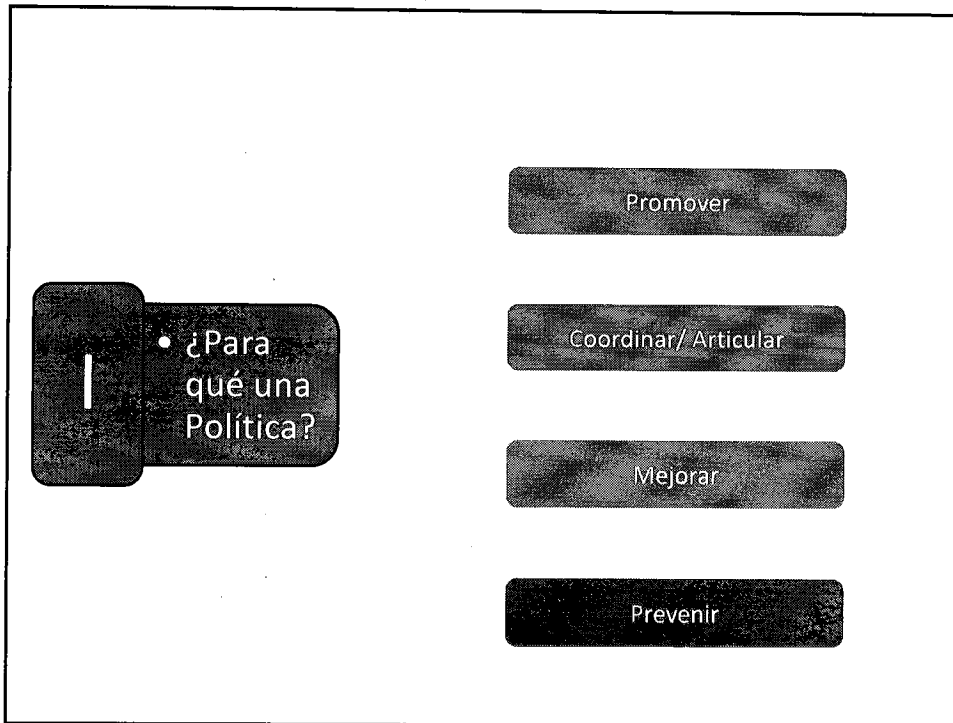 I
• ¿Para
qué una
Política?
Promover
Coordinar/ Articular
Mejorar
Prevenir